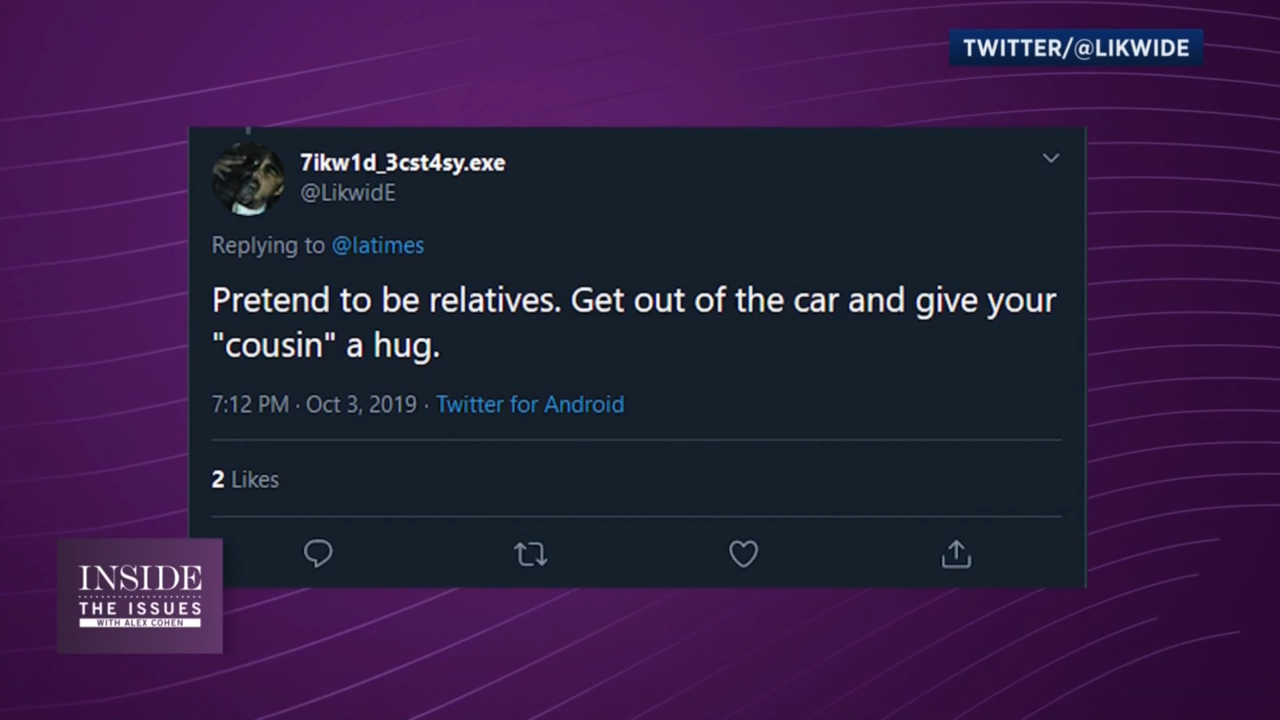 TWITTER/@LIKWIDE
7ikw1d_3cst4sy.exe
@LikwidE
Replying to @latimes
Pretend to be relatives. Get out of the car and give your
"cousin" a hug.
7:12 PM · Oct 3, 2019 · Twitter for Android
2 Likes
INSIDE
THE ISSUES
WITH ALEX COHEN